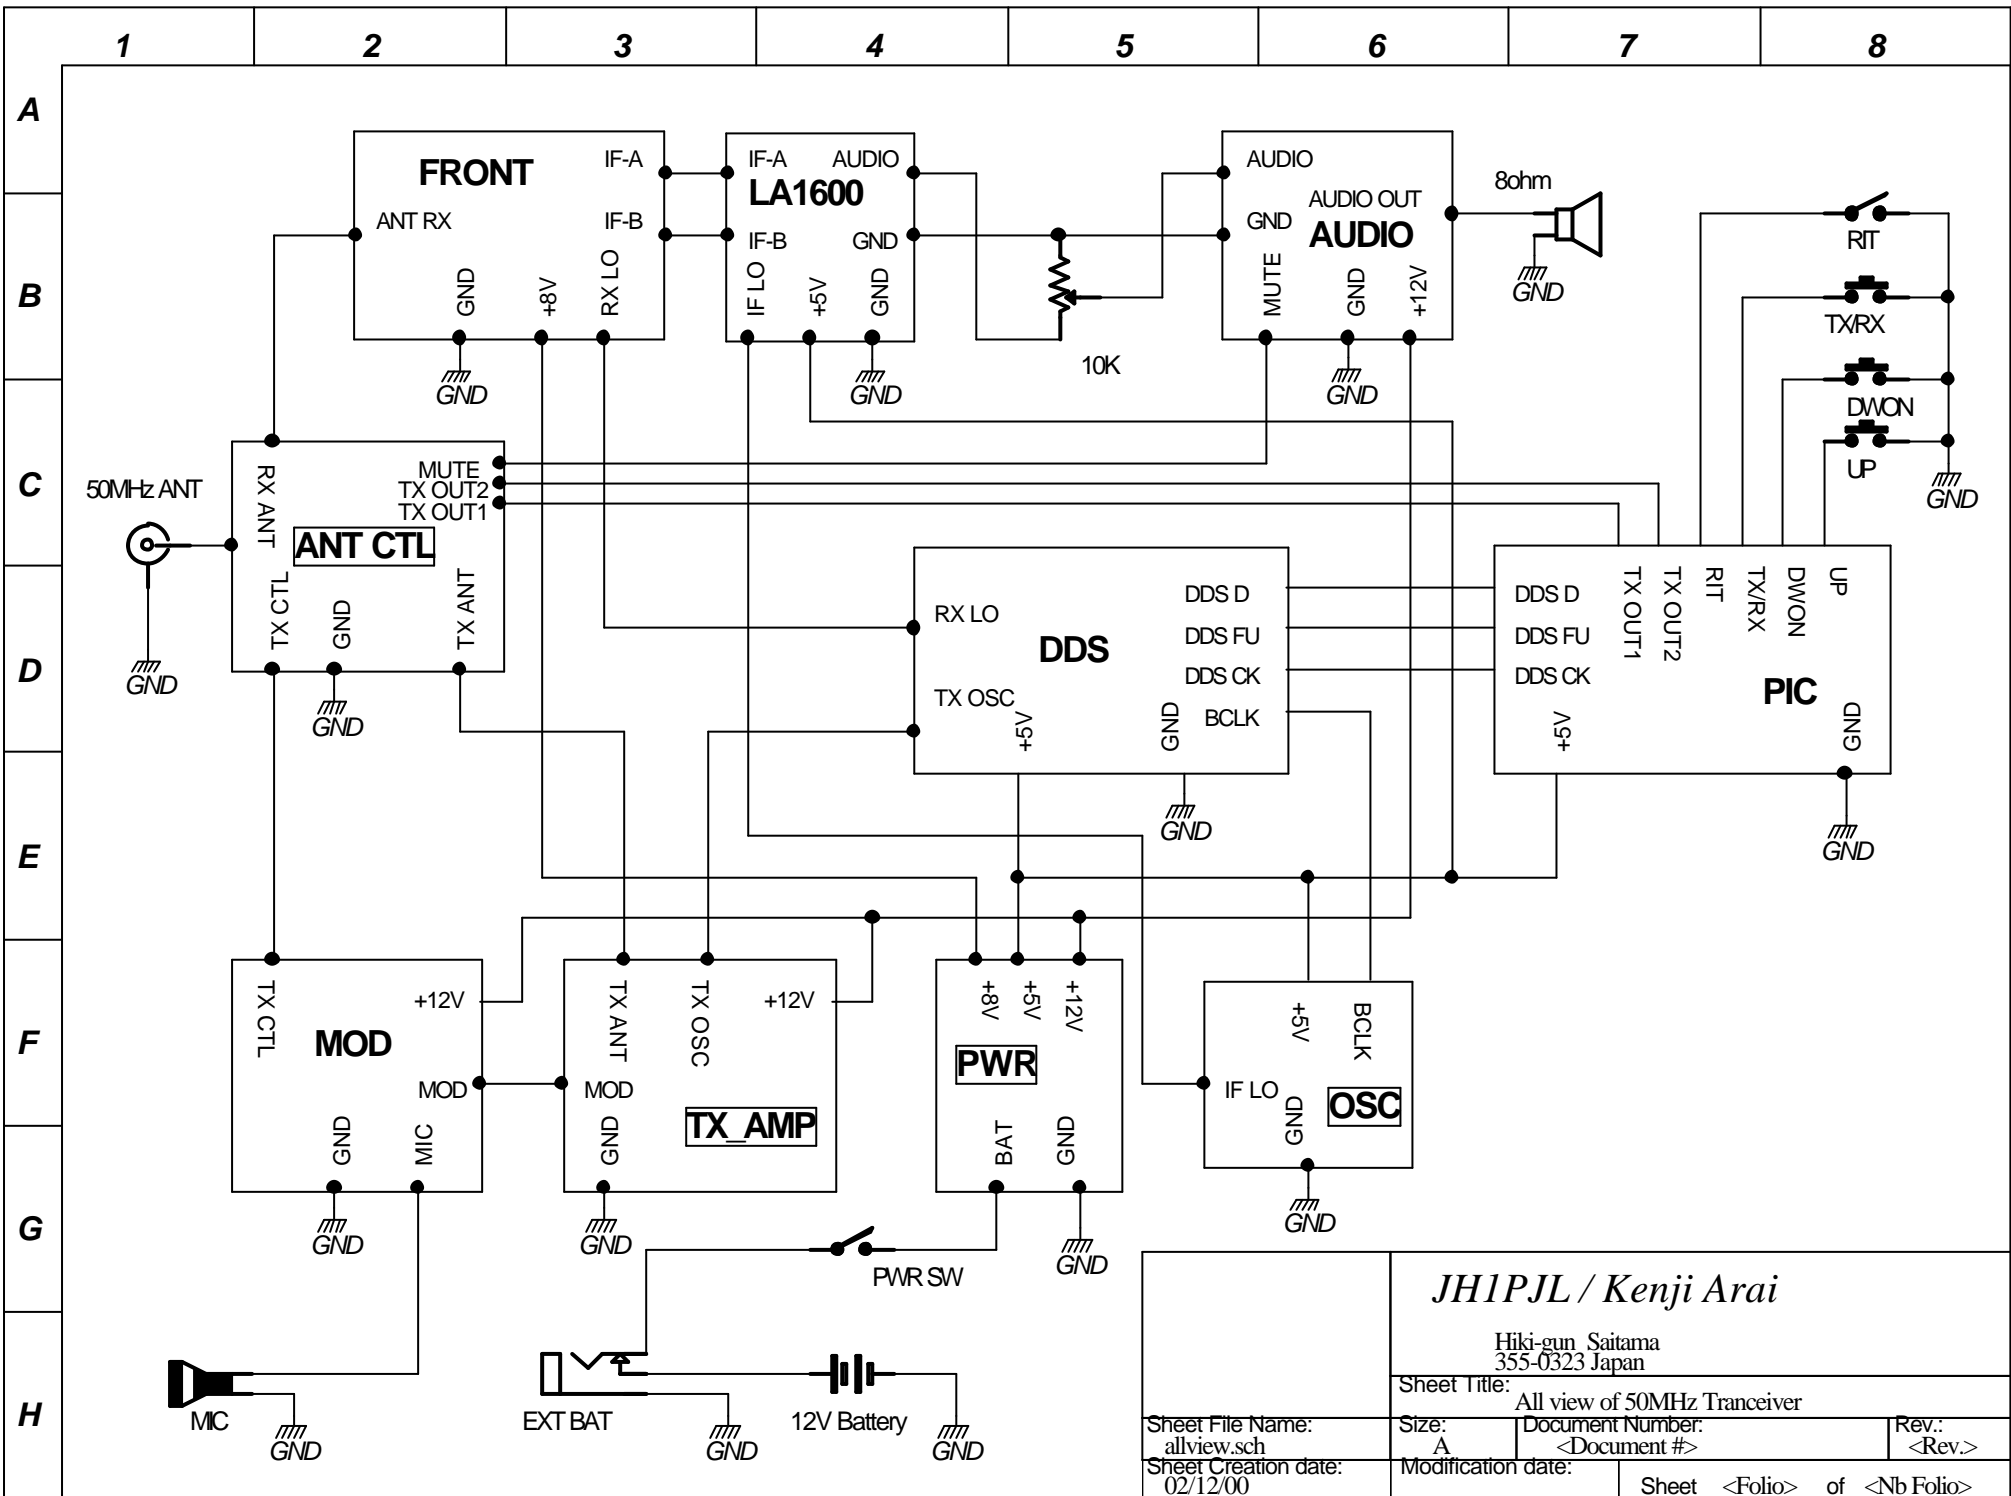 1 2 3 4 5 6 7 8
A
B
C
D
E
F
G
H
FRONT
IF-A
ANT RX
IF-B
GND
+8V
RX LO
GND
IF-A AUDIO
LA1600
IF-B GND
IF LO
+5V
GND
GND
10K
AUDIO
AUDIO OUT
GND
AUDIO
MUTE
GND
+12V
GND
8ohm
GND
RIT
TX/RX
DWON
UP
GND
50MHz ANT
GND
RX ANT
MUTE
TX OUT2
TX OUT1
ANT CTL
TX CTL
GND
TX ANT
GND
RX LO
DDS
TX OSC
DDS D
DDS FU
DDS CK
BCLK
+5V
GND
GND
DDS D
DDS FU
DDS CK
TX OUT1
TX OUT2
RIT
TX/RX
DWON
UP
PIC
+5V
GND
GND
TX CTL
+12V
MOD
MOD
GND
MIC
GND
TX ANT
TX OSC
+12V
MOD
TX_AMP
GND
GND
+8V
+5V
+12V
PWR
BAT
GND
GND
+5V
BCLK
IF LO
OSC
GND
GND
PWR SW
MIC
GND
EXT BAT
GND
12V Battery
GND
JH1PJL / Kenji Arai
Hiki-gun Saitama
355-0323 Japan
Sheet Title:
All view of 50MHz Tranceiver
Sheet File Name:
allview.sch
Size:
A
Document Number:
<Document #>
Rev.:
<Rev.>
Sheet Creation date:
02/12/00
Modification date:
Sheet <Folio> of <Nb Folio>